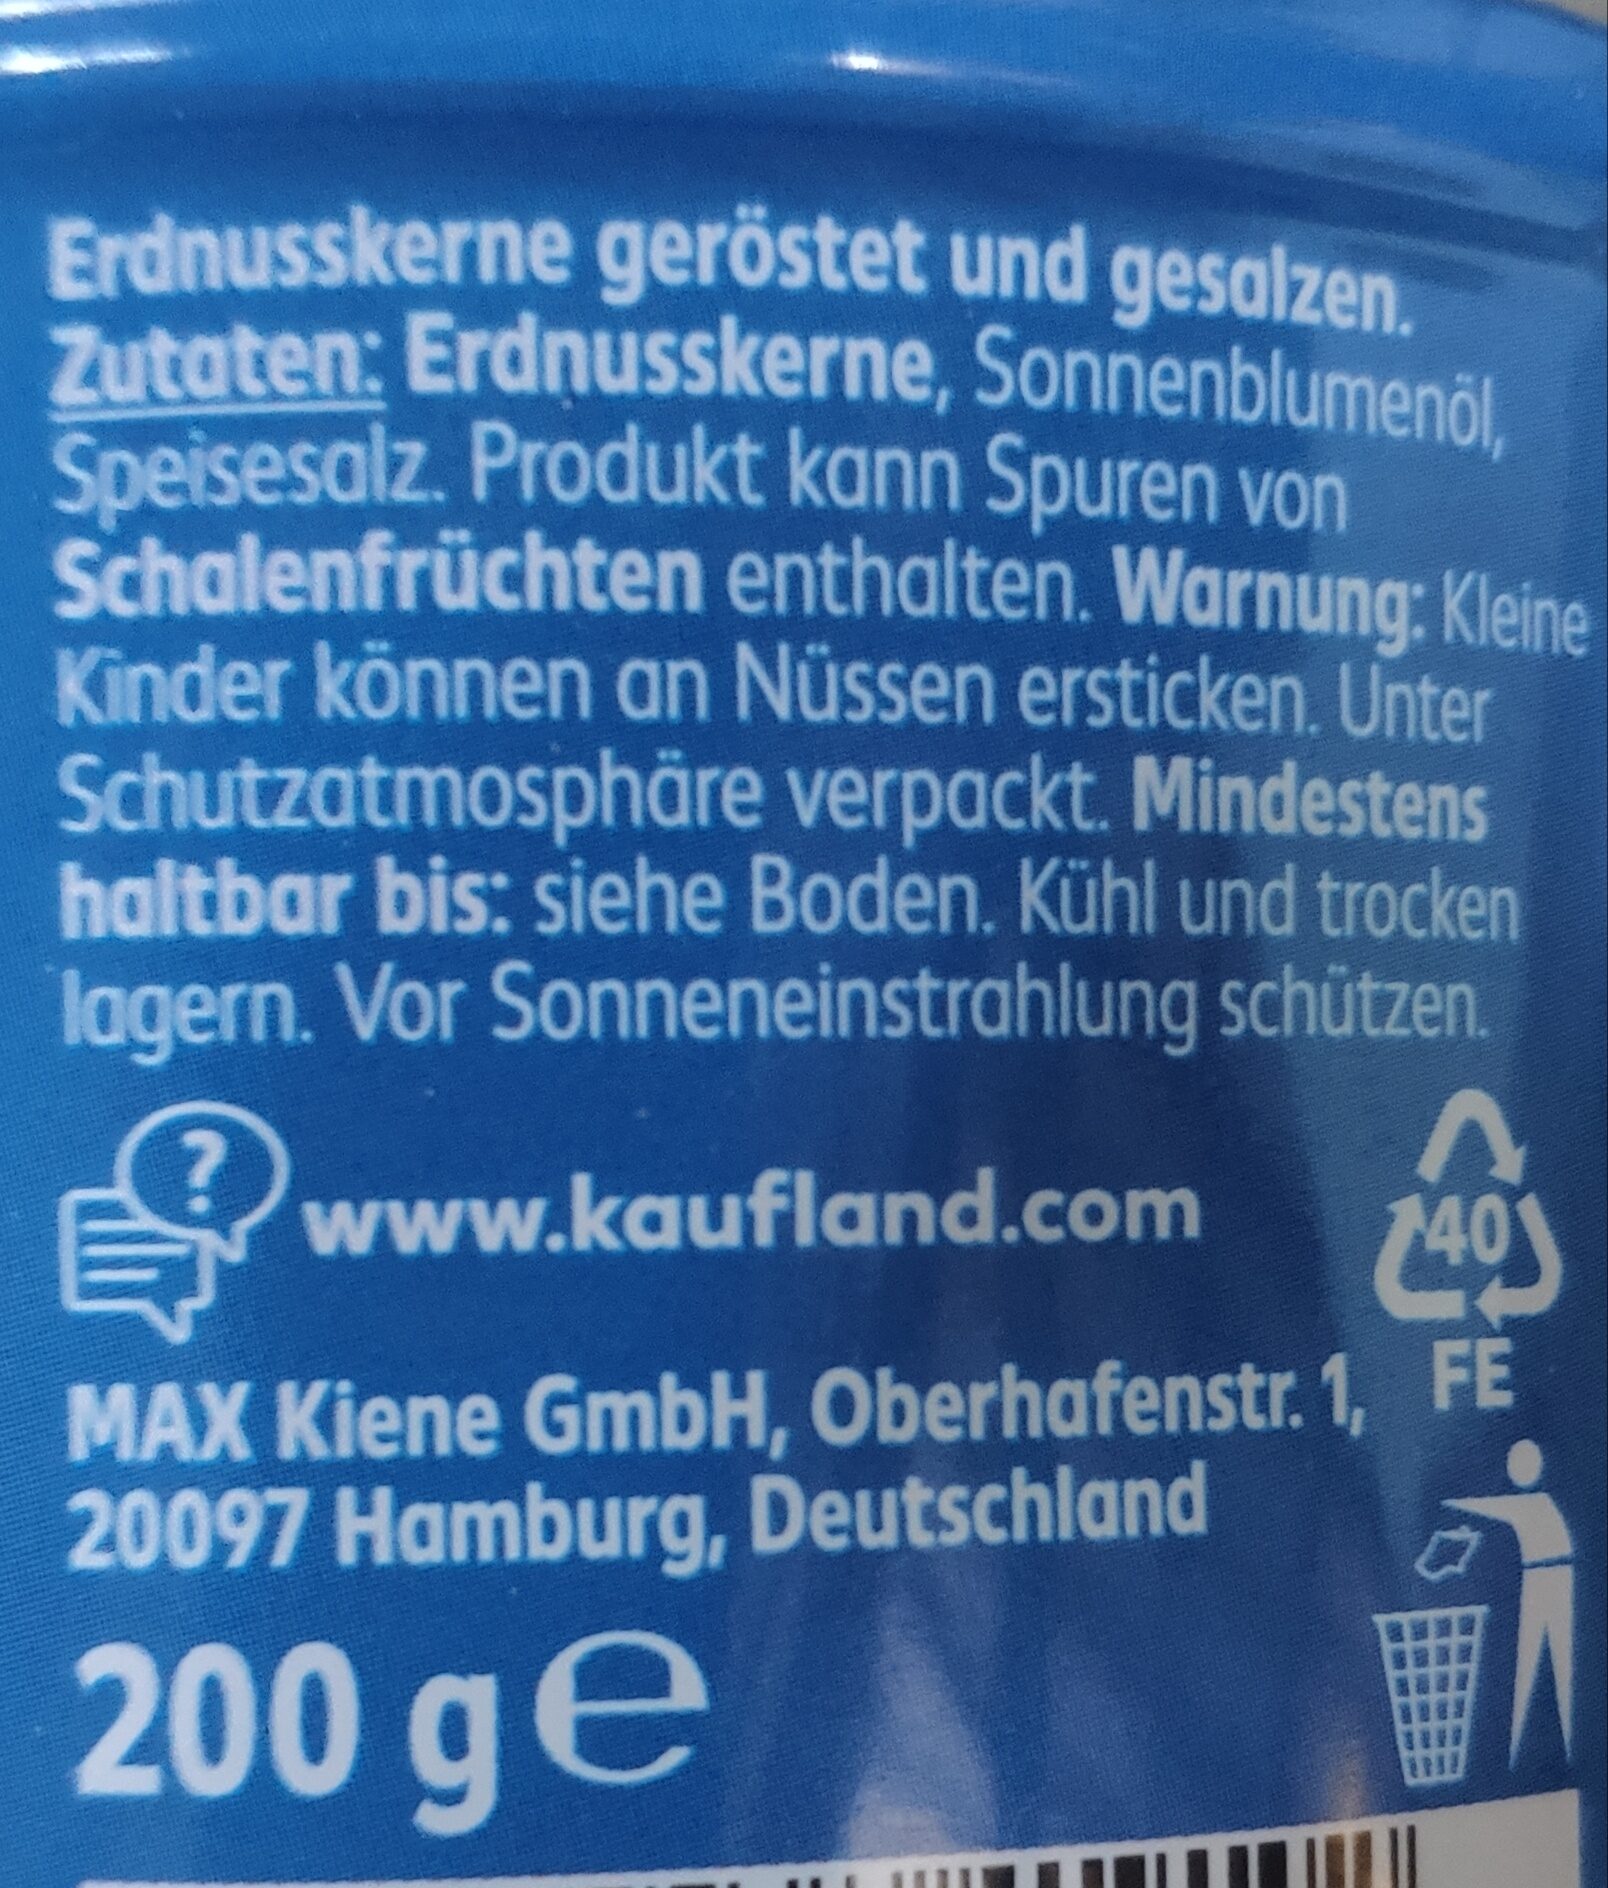 Erdnusskerne geröstet und gesalzen.
Zutaten: Erdnusskerne, Sonnenblumenöl,
Speisesalz. Produkt kann Spuren von
Schalenfrüchten enthalten. Warnung: Kleine
Kinder können an Nüssen ersticken. Unter
Schutzatmosphäre verpackt. Mindestens
haltbar bis: siehe Boden. Kühl und trocken
lagern. Vor Sonneneinstrahlung schützen.
?
www.kaufland.com
40
FE
MAX Kiene GmbH, Oberhafenstr. 1,
20097 Hamburg, Deutschland
200 g e